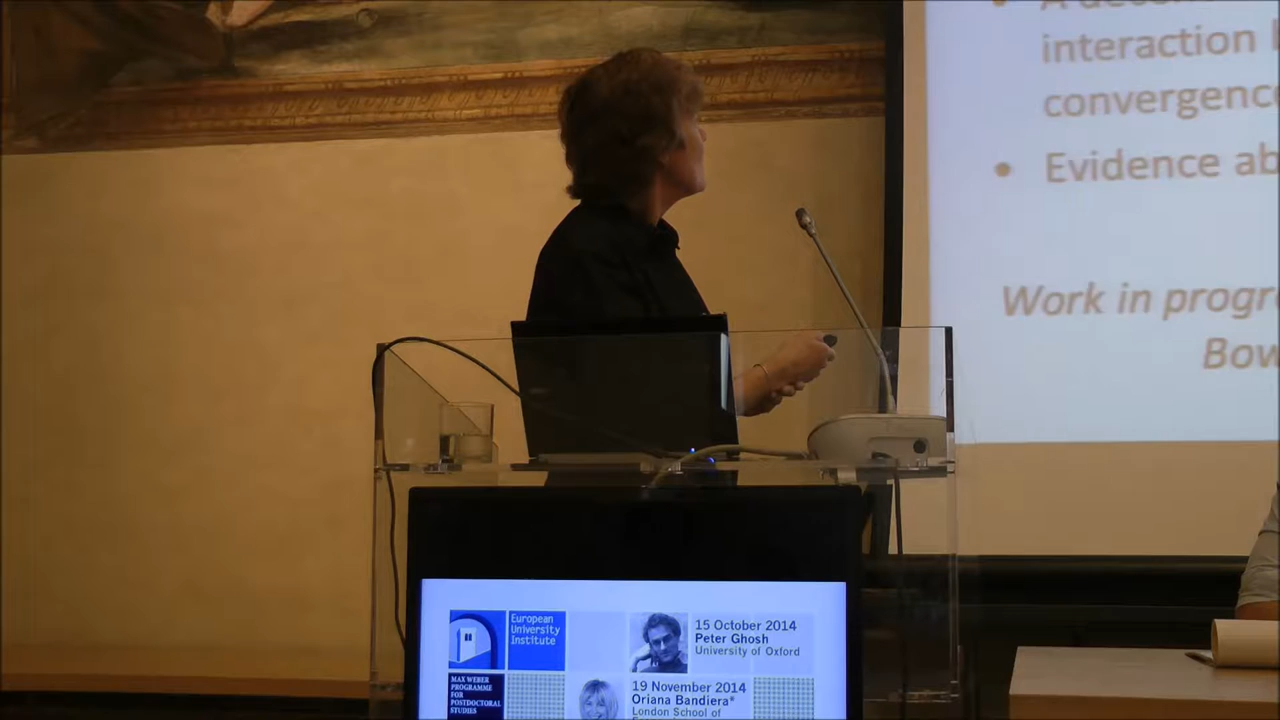 interaction
convergenc
Evidence ab
Work in progr
Bow
European
University
Institute
MAX WEBER
PROGRAMME
FOR
POSTDOCTORAL
STUDIES
15 October 2014
Peter Ghosh
University of Oxford
19 November 2014
Oriana Bandiera*
London School of